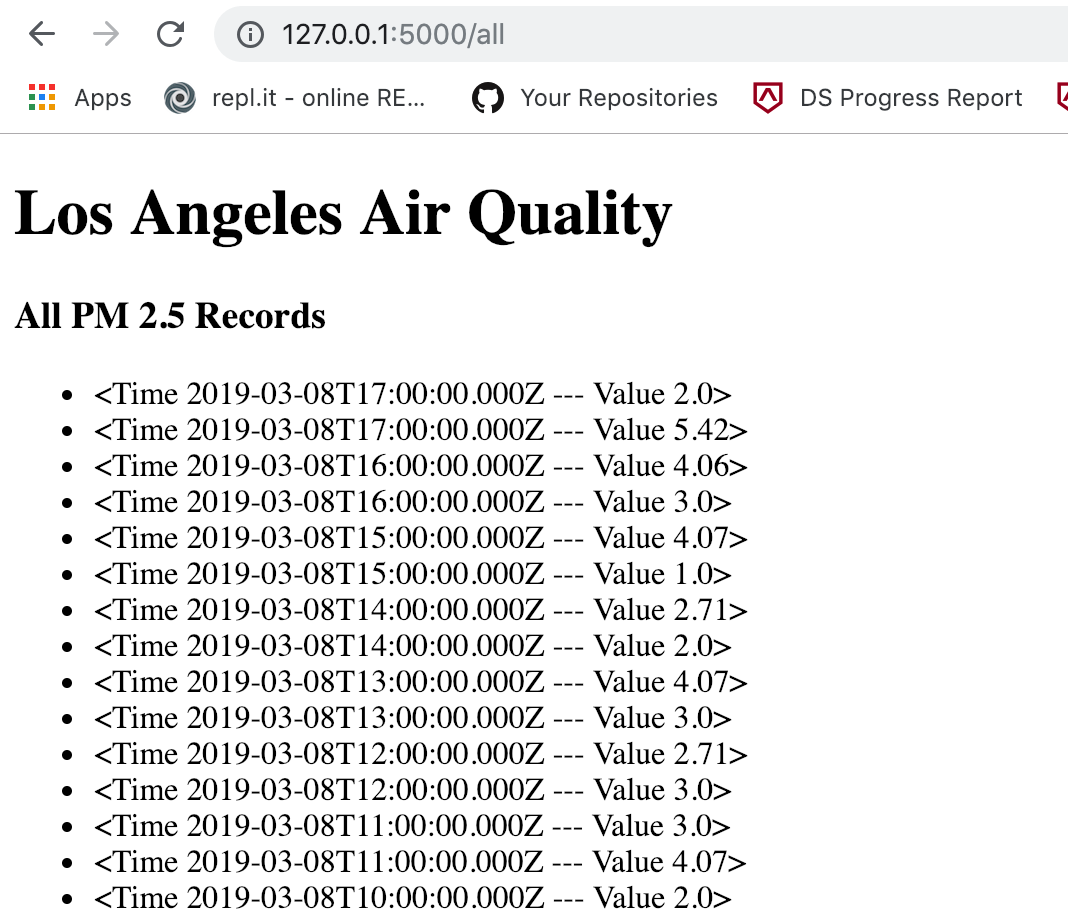 127.0.0.1:5000/all
Apps repl.it - online RE... Your Repositories DS Progress Report
Los Angeles Air Quality
All PM 2.5 Records
• <Time 2019-03-08T17:00:00.000Z --- Value 2.0>
• <Time 2019-03-08T17:00:00.000Z --- Value 5.42>
• <Time 2019-03-08T16:00:00.000Z --- Value 4.06>
• <Time 2019-03-08T16:00:00.000Z --- Value 3.0>
• <Time 2019-03-08T15:00:00.000Z --- Value 4.07>
• <Time 2019-03-08T15:00:00.000Z --- Value 1.0>
• <Time 2019-03-08T14:00:00.000Z --- Value 2.71>
• <Time 2019-03-08T14:00:00.000Z --- Value 2.0>
• <Time 2019-03-08T13:00:00.000Z --- Value 4.07>
• <Time 2019-03-08T13:00:00.000Z --- Value 3.0>
• <Time 2019-03-08T12:00:00.000Z --- Value 2.71>
• <Time 2019-03-08T12:00:00.000Z --- Value 3.0>
• <Time 2019-03-08T11:00:00.000Z --- Value 3.0>
• <Time 2019-03-08T11:00:00.000Z --- Value 4.07>
• <Time 2019-03-08T10:00:00.000Z --- Value 2.0>